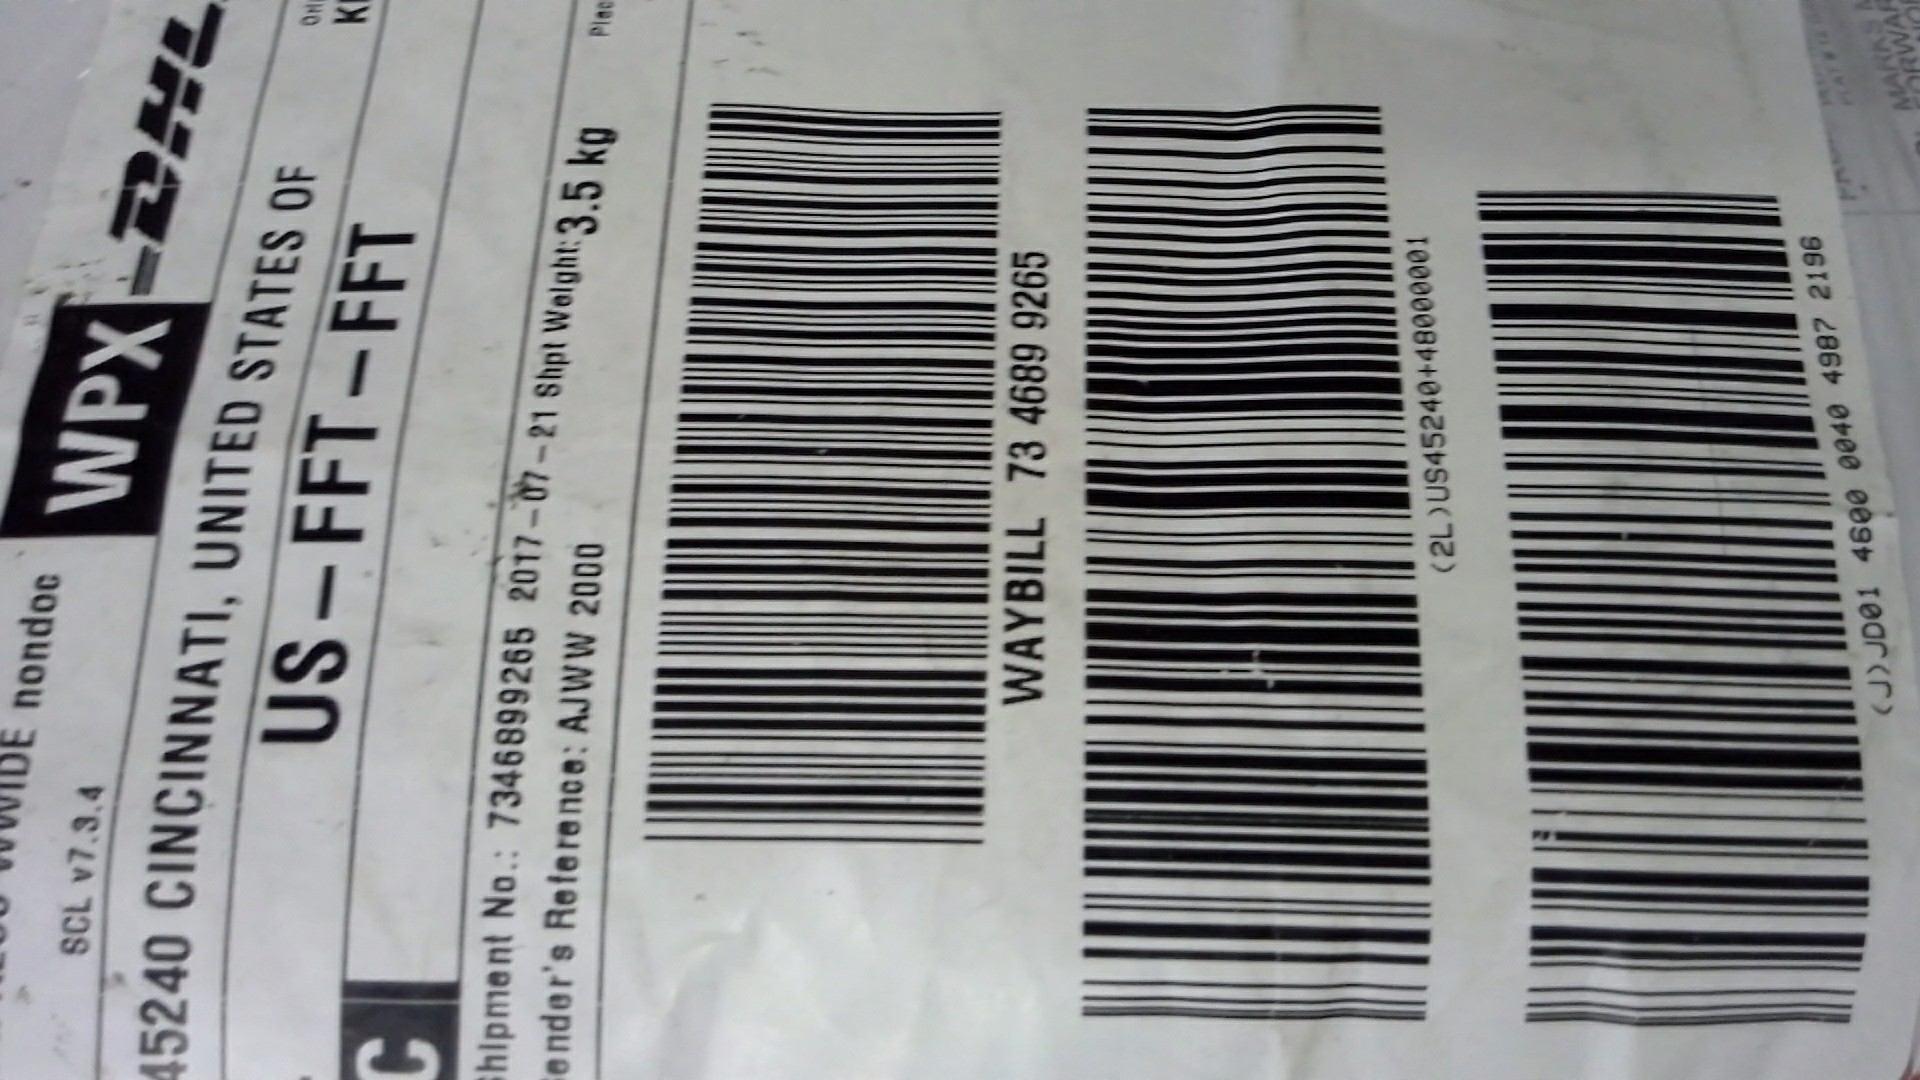 WWIDE nondoc
WPX
DHL
SCL v7.3.4
45240 CINCINNATI, UNITED STATES OF
US-FFT-FFT
C
Shipment No.: 7346899265 2017-07-21 Shpt Weight: 3.5 kg
Sender's Reference: AJWW 2000
WAYBILL 73 4689 9265
(2L)US45240+48000001
(J)JD01 4600 0040 4987 2196